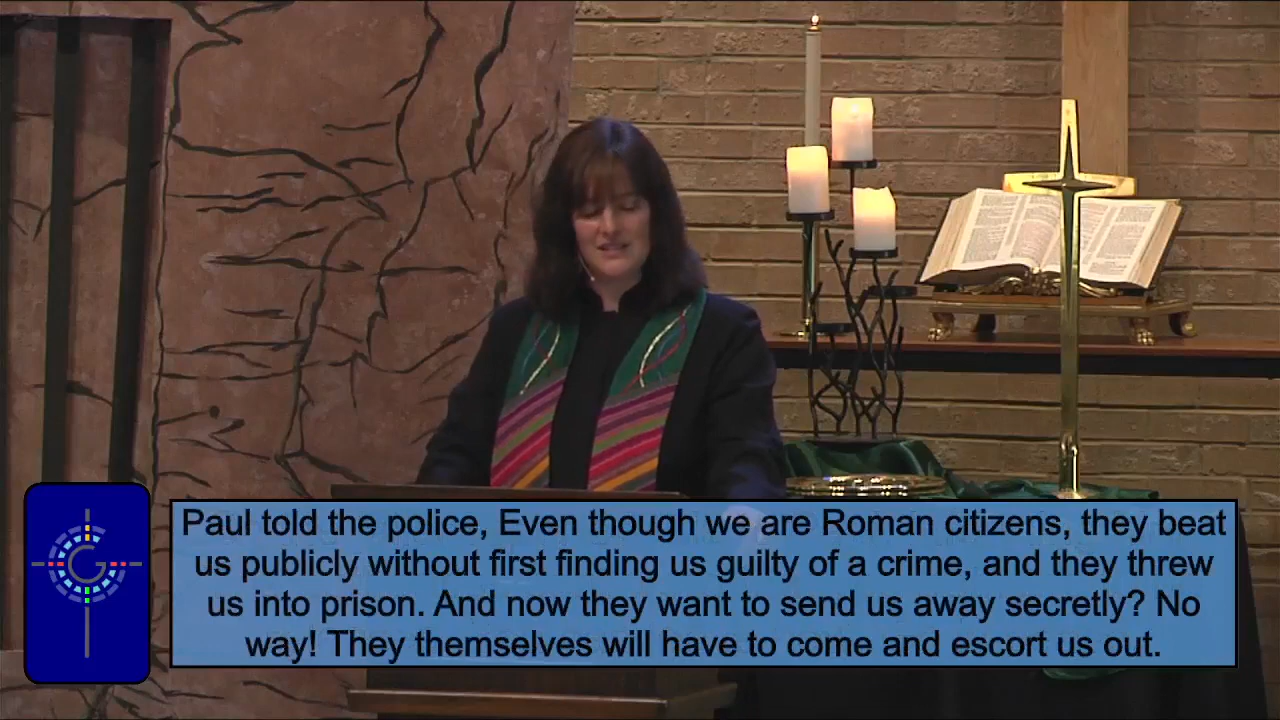 Paul told the police, Even though we are Roman citizens, they beat
us publicly without first finding us guilty of a crime, and they threw
us into prison. And now they want to send us away secretly? No
way! They themselves will have to come and escort us out.